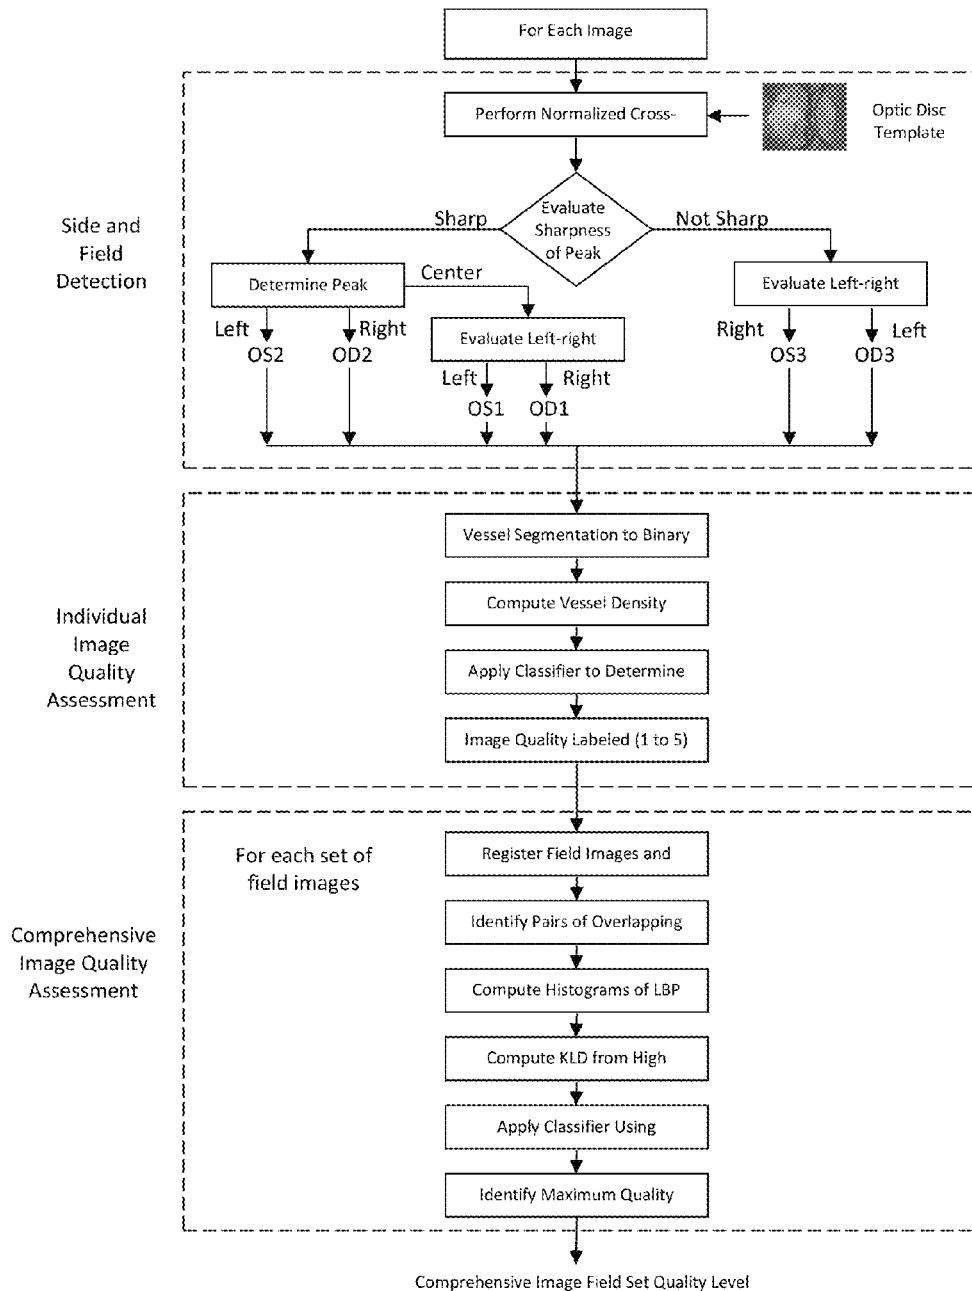 For Each Image
Perform Normalized Cross-
Optic Disc
Template
Side and
Field
Detection
Evaluate
Sharpness
of Peak
Sharp
Not Sharp
Determine Peak
Center
Evaluate Left-right
Left
Right
OS2
OD2
Evaluate Left-right
Left
Right
OS1
OD1
Right
Left
OS3
OD3
Individual
Image
Quality
Assessment
Vessel Segmentation to Binary
Compute Vessel Density
Apply Classifier to Determine
Image Quality Labeled (1 to 5)
Comprehensive
Image Quality
Assessment
For each set of
field images
Register Field Images and
Identify Pairs of Overlapping
Compute Histograms of LBP
Compute KLD from High
Apply Classifier Using
Identify Maximum Quality
Comprehensive Image Field Set Quality Level